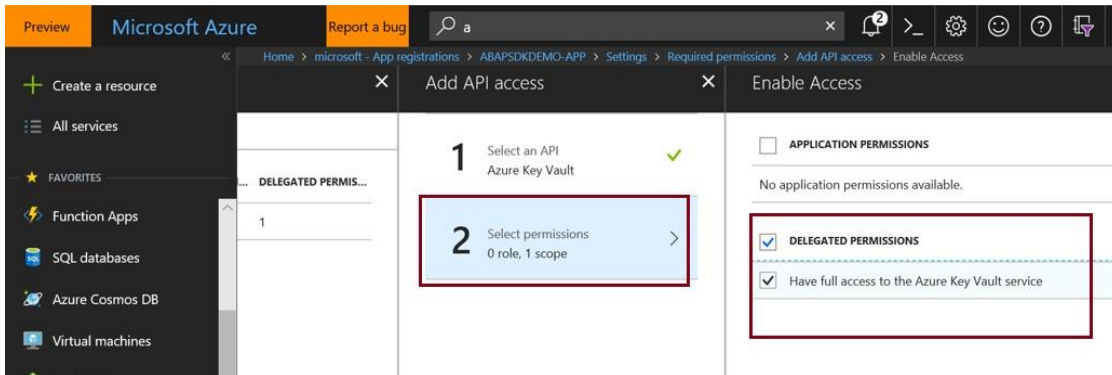 Preview
Microsoft Azure
Report a bug
a
2
Home > microsoft - App registrations > ABAPSDKDEMO-APP > Settings > Required permissions > Add API access > Enable Access
Create a resource
All services
FAVORITES
Function Apps
SQL databases
Azure Cosmos DB
Virtual machines
... DELEGATED PERMIS...
1
Add API access
1
Select an API
Azure Key Vault
2
Select permissions
0 role, 1 scope
Enable Access
APPLICATION PERMISSIONS
No application permissions available.
DELEGATED PERMISSIONS
Have full access to the Azure Key Vault service